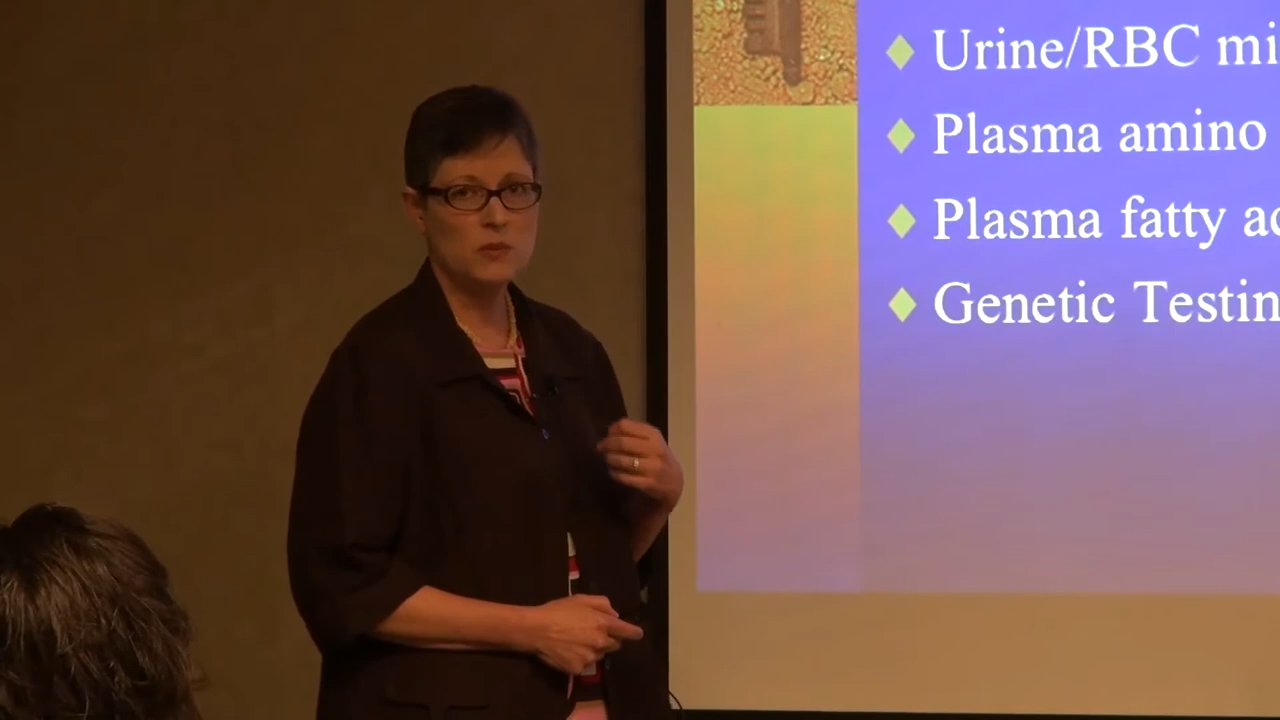 Urine/RBC mi
Plasma amino
Plasma fatty ac
Genetic Testin